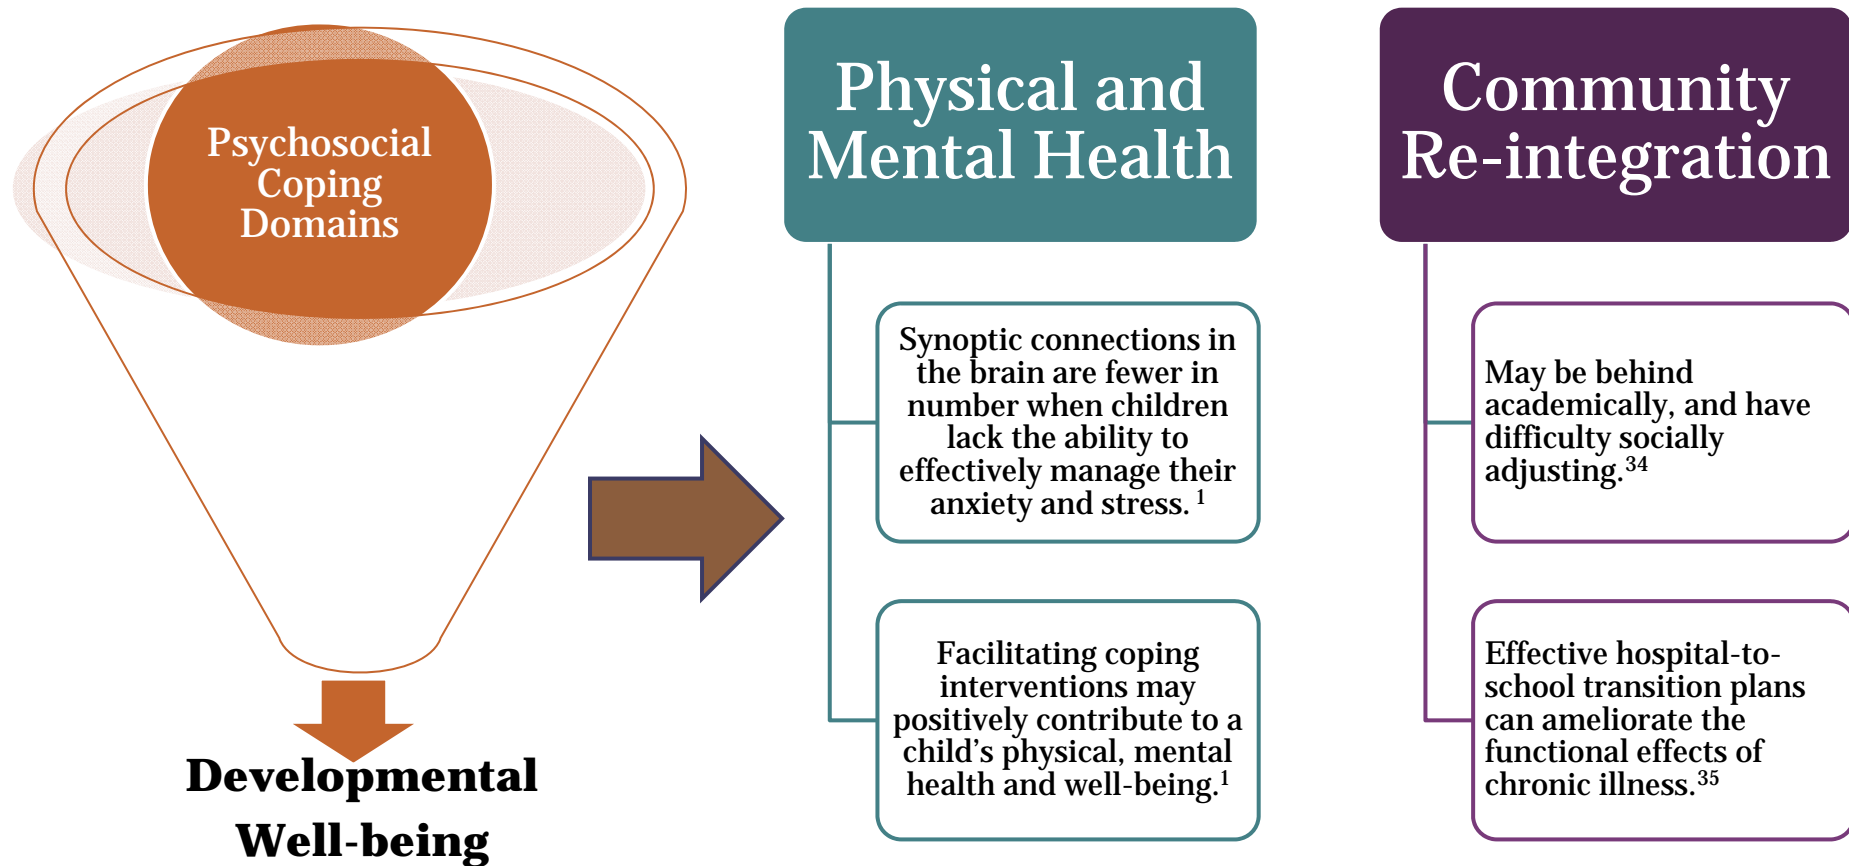 Psychosocial
Coping
Domains
Developmental
Well-being
Physical and
Mental Health
Synoptic connections in
the brain are fewer in
number when children
lack the ability to
effectively manage their
anxiety and stress. 1
Facilitating coping
interventions may
positively contribute to a
child’s physical, mental
health and well-being.1
Community
Re-integration
May be behind
academically, and have
difficulty socially
adjusting.34
Effective hospital-to-
school transition plans
can ameliorate the
functional effects of
chronic illness.35